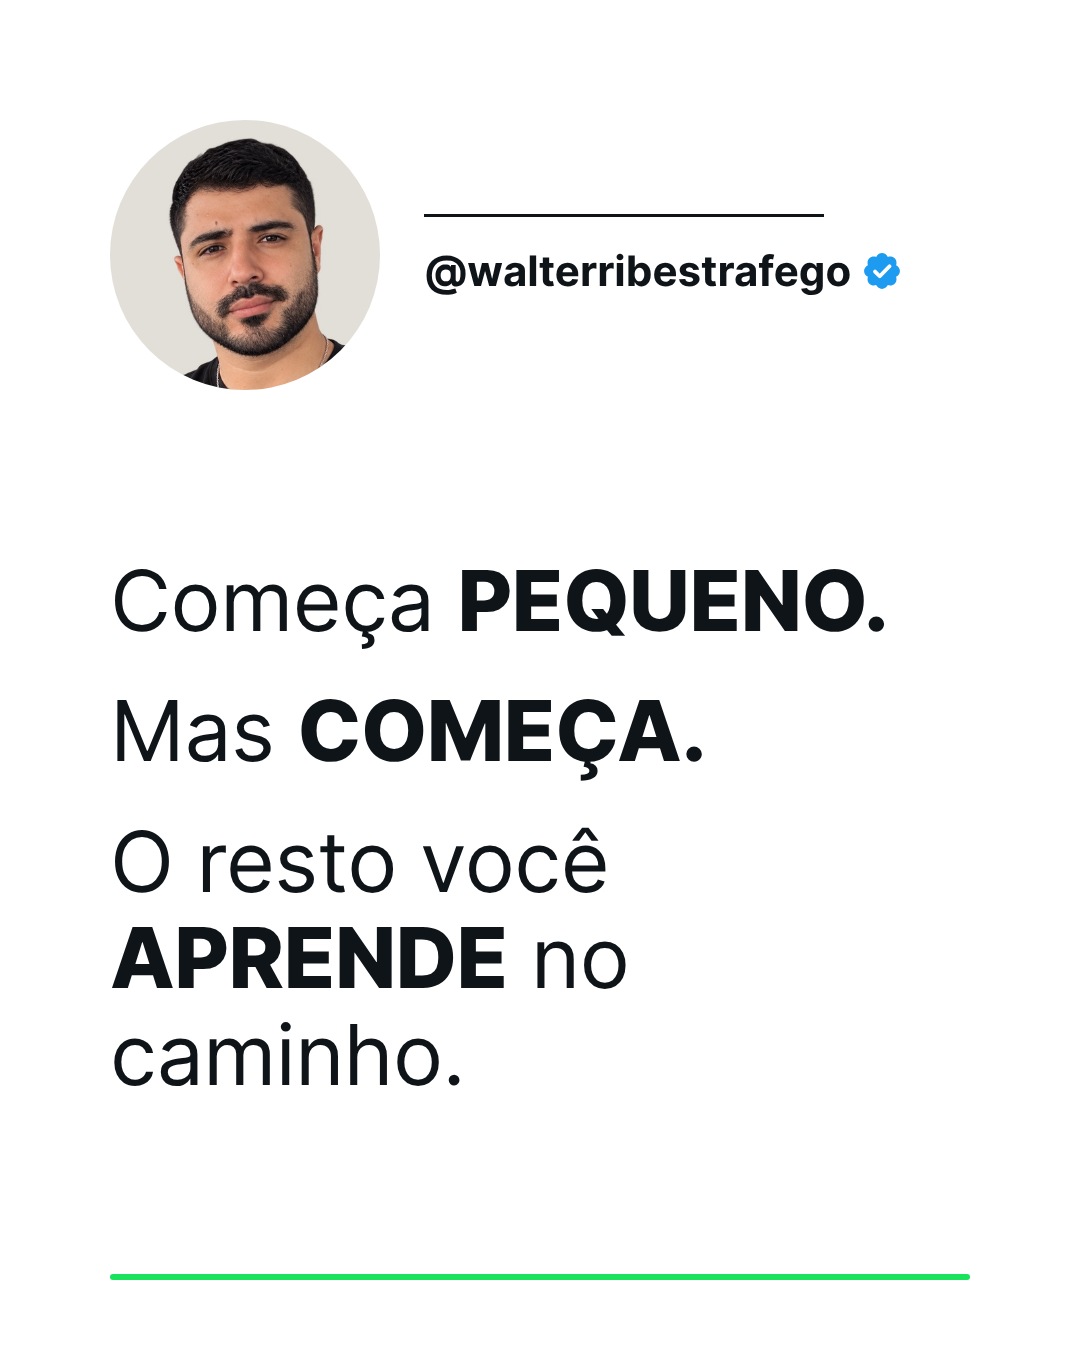 @walterribestrafego
Começa PEQUENO.
Mas COMEÇA.
O resto você
APRENDE no
caminho.